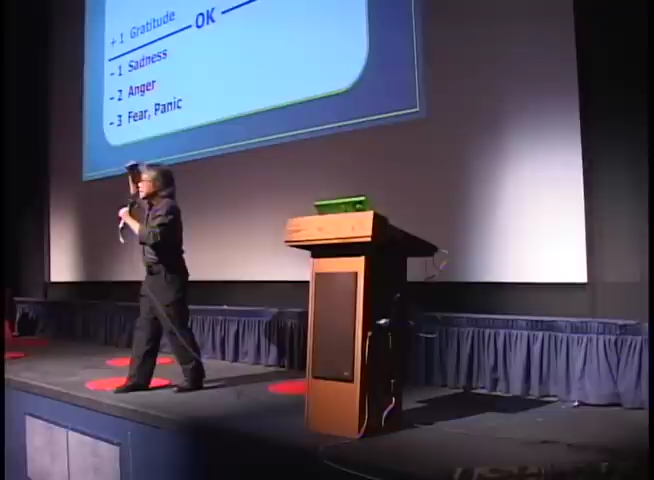 + 1 Gratitude
OK
- 1 Sadness
- 2 Anger
- 3 Fear, Panic